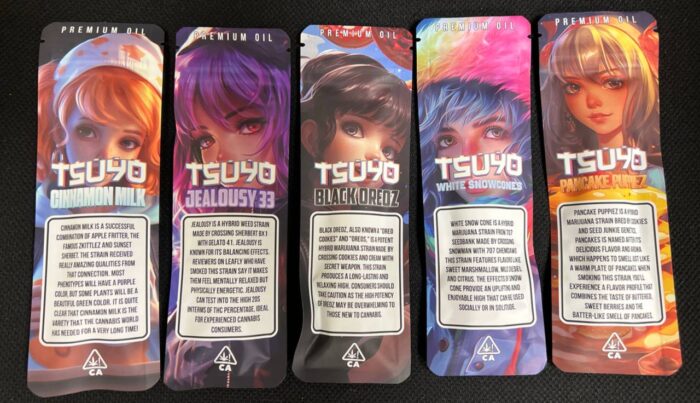 PREMIUM OIL
TSUYO
CINNAMON MILK
CINNAMON MILK IS A SUCCESSFUL
COMBINATION OF APPLE FRITTER, THE
FAMOUS ZKITTLEZ AND SUNSET
SHERBET. THE STRAIN RECEIVED
REALLY AMAZING QUALITIES FROM
THAT CONNECTION. MOST
PHENOTYPES WILL HAVE A PURPLE
COLOR, BUT SOME PLANTS WILL BE A
BEAUTIFUL GREEN COLOR. IT IS QUITE
CLEAR THAT CINNAMON MILK IS THE
VARIETY THAT THE CANNABIS WORLD
HAS NEEDED FOR A VERY LONG TIME!
CA
PREMIUM OIL
TSUYO
JEALOUSY 33
JEALOUSY IS A HYBRID WEED STRAIN
MADE BY CROSSING SHERBERT BX1
WITH GELATO 41. JEALOUSY IS
KNOWN FOR ITS BALANCING EFFECTS.
REVIEWERS ON LEAFLY WHO HAVE
SMOKED THIS STRAIN SAY IT MAKES
THEM FEEL MENTALLY RELAXED BUT
PHYSICALLY ENERGETIC. JEALOUSY
CAN TEST INTO THE HIGH 20S
INTERMS OF THE PERCENTAGE, IDEAL
FOR EXPERIENCED CANNABIS
CONSUMERS.
CA
PREMIUM OIL
TSUYO
BLACK OREOZ
BLACK OREOZ, ALSO KNOWN A "OREO
COOKIES" AND "OREOS," IS A POTENT
HYBRID MARIJUANA STRAIN MADE BY
CROSSING COOKIES AND CREAM WITH
SECRET WEAPON. THIS STRAIN
PRODUCES A LONG-LASTING AND
RELAXING HIGH. CONSUMERS SHOULD
TAKE CAUTION AS THE HIGH POTENCY
OF OREOZ MAY BE OVERWHELMING TO
THOSE NEW TO CANNABIS.
CA
PREMIUM OIL
TSUYO
WHITE SNOWCONES
WHITE SNOW CONE IS A HYBRID
MARIJUANA STRAIN FROM 707
SEEDBANK MADE BY CROSSING
SNOWMAN WITH 707 CHEMDAWG.
THIS STRAIN FEATURES FLAVORS LIKE
SWEET MARSHMALLOW, MULTI DIESEL
AND CITRUS. THE EFFECTS OF SNOW
CONE PROVIDE AN UPLIFTING AND
ENJOYABLE HIGH THAT CAN BE USED
SOCIALLY OR IN SOLITUDE.
CA
PREMIUM OIL
TSUYO
PANCAKE
PANCAKE PUPPIEZ IS A HYBRID
MARIJUANA STRAIN BRED BY COOKIES
AND SEED JUNKIE GENETICS.
PANCAKES IS NAMED AFTER ITS
DELICIOUS FLAVOR AND AROMA
WHICH HAPPENS TO SMELL JUST LIKE
A WARM PLATE OF PANCAKES. WHEN
SMOKING THIS STRAIN, YOU'LL
EXPERIENCE A FLAVOR PROFILE THAT
COMBINES THE TASTE OF BUTTERED,
SWEET BERRIES AND THE
BATTER-LIKE SMELL OF PANCAKE.
CA